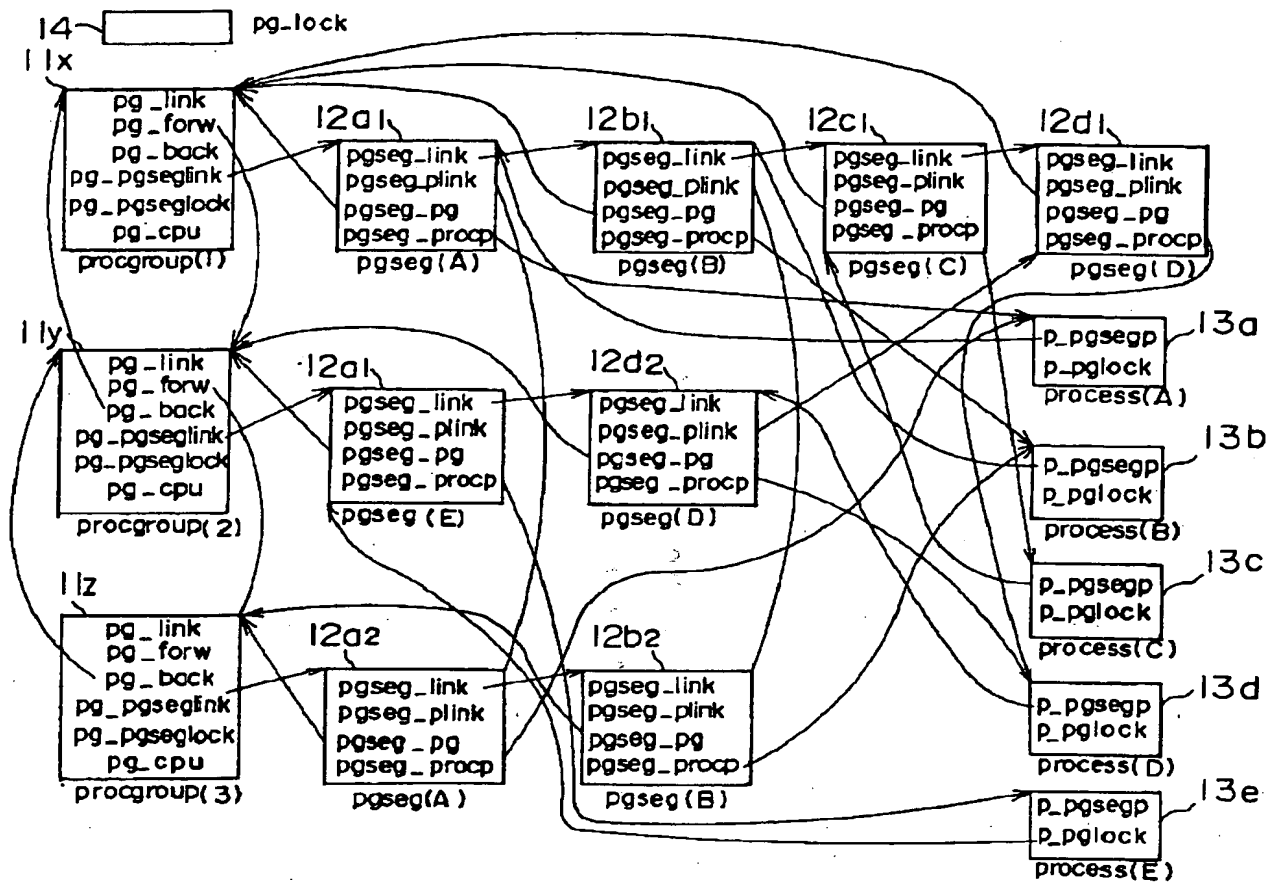 14
pg_lock
11x
pg_link
pg_forw
pg_back
pg_pgseglink
pg_pgseglock
pg_cpu
procgroup(1)
12a1
pgseg_link
pgseg_plink
pgseg_pg
pgseg_procp
pgseg(A)
12b1
pgseg_link
pgseg_plink
pgseg_pg
pgseg_procp
pgseg(B)
12c1
pgseg_link
pgseg_plink
pgseg_pg
pgseg_procp
pgseg(C)
12d1
pgseg_link
pgseg_plink
pgseg_pg
pgseg_procp
pgseg(D)
13a
p_pgsegp
p_pglock
process(A)
11y
pg_link
pg_forw
pg_back
pg_pgseglink
pg_pgseglock
pg_cpu
procgroup(2)
12a1
pgseg_link
pgseg_plink
pgseg_pg
pgseg_procp
pgseg(E)
12d2
pgseg_link
pgseg_plink
pgseg_pg
pgseg_procp
pgseg(D)
13b
p_pgsegp
p_pglock
process(B)
13c
p_pgsegp
p_pglock
process(C)
11z
pg_link
pg_forw
pg_back
pg_pgseglink
pg_pgseglock
pg_cpu
procgroup(3)
12a2
pgseg_link
pgseg_plink
pgseg_pg
pgseg_procp
pgseg(A)
12b2
pgseg_link
pgseg_plink
pgseg_pg
pgseg_procp
pgseg(B)
13d
p_pgsegp
p_pglock
process(D)
13e
p_pgsegp
p_pglock
process(E)